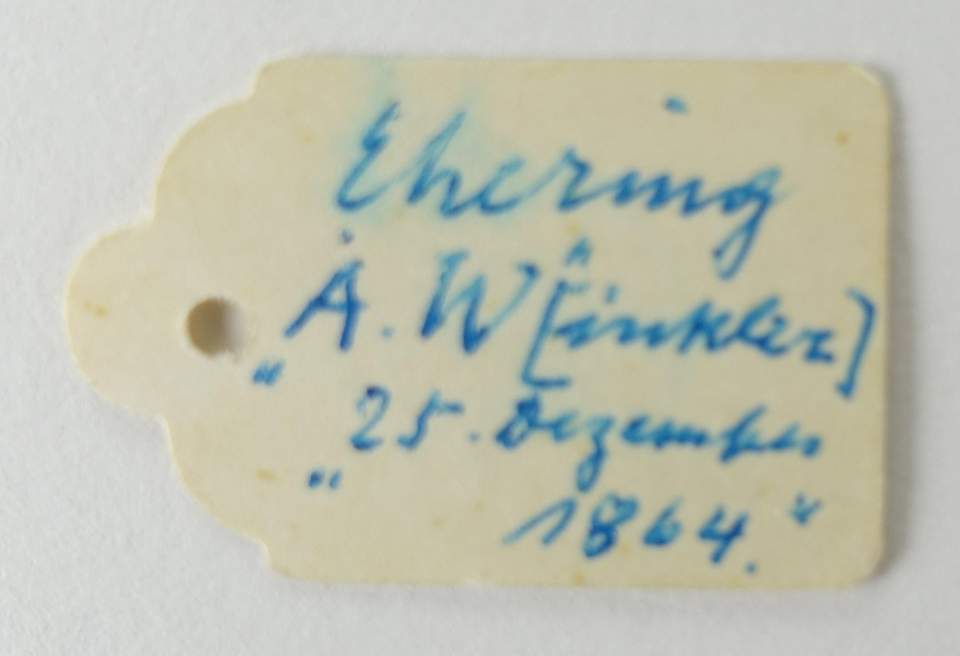 Ehering
„A. W[inkler]
„25. Dezember
1864."